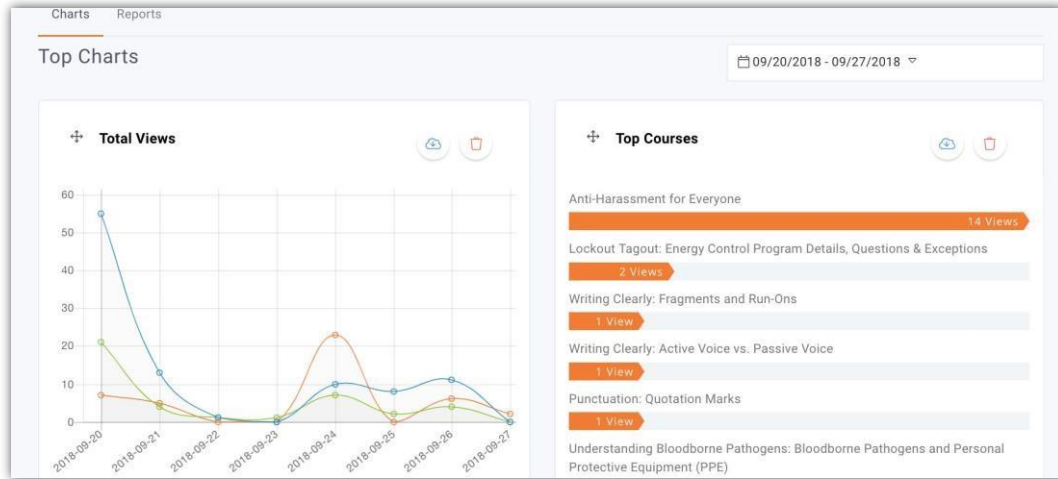 Charts Reports
Top Charts
09/20/2018 - 09/27/2018
Total Views
60
50
40
30
20
10
0
2018-09-20
2018-09-21
2018-09-22
2018-09-23
2018-09-24
2018-09-25
2018-09-26
2018-09-27
Top Courses
Anti-Harassment for Everyone
14 Views
Lockout Tagout: Energy Control Program Details, Questions & Exceptions
2 Views
Writing Clearly: Fragments and Run-Ons
1 View
Writing Clearly: Active Voice vs. Passive Voice
1 View
Punctuation: Quotation Marks
1 View
Understanding Bloodborne Pathogens: Bloodborne Pathogens and Personal
Protective Equipment (PPE)